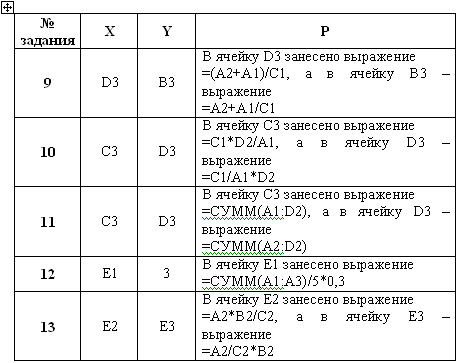 № задания X Y P
9 D3 B3 В ячейку D3 занесено выражение
=(A2+A1)/C1, а в ячейку B3 –
выражение
=A2+A1/C1
10 C3 D3 В ячейку C3 занесено выражение
=C1*D2/A1, а в ячейку D3 –
выражение
=C1/A1*D2
11 C3 D3 В ячейку C3 занесено выражение
=СУММ(A1:D2), а в ячейку D3 –
выражение
=СУММ(A2:D2)
12 E1 3 В ячейку E1 занесено выражение
=СУММ(A1:A3)/5*0,3
13 E2 E3 В ячейку E2 занесено выражение
=A2*B2/C2, а в ячейку E3 –
выражение
=A2/C2*B2